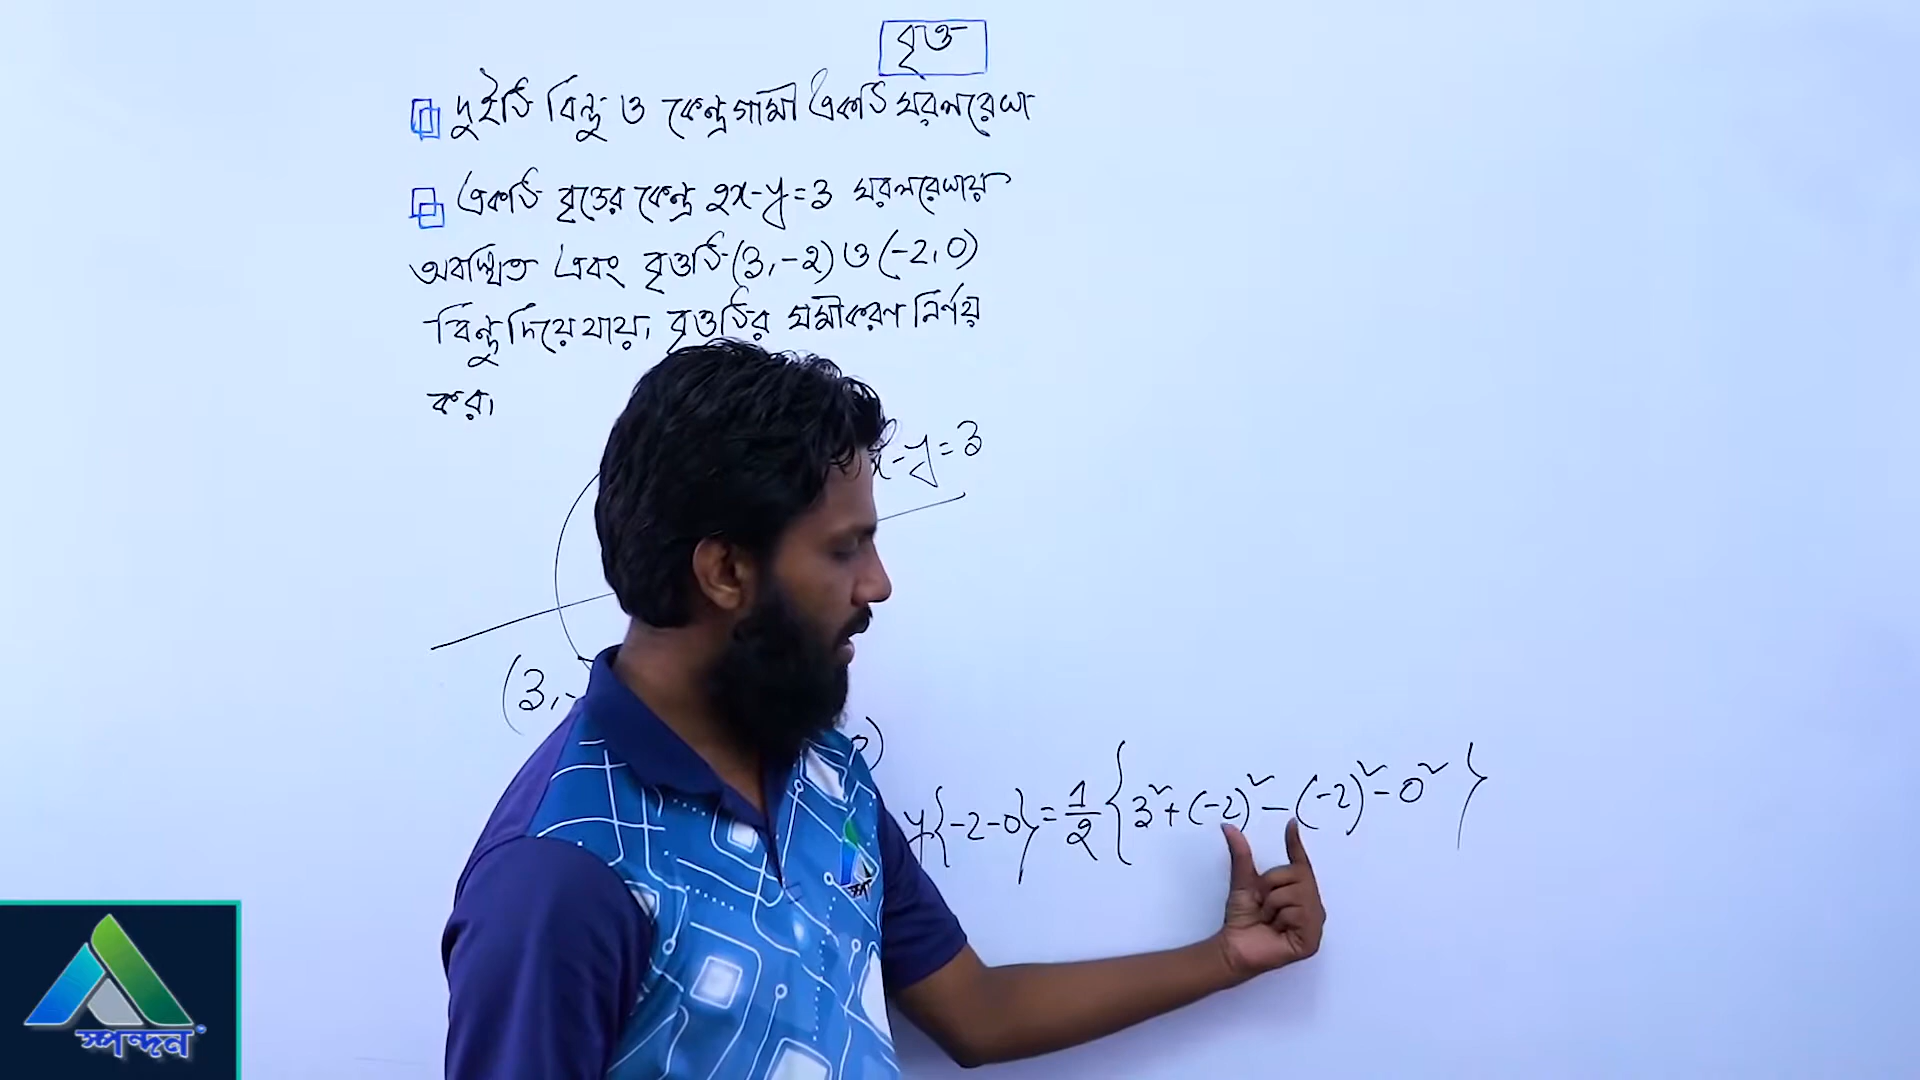 বৃত্ত
দুইটি বিন্দু ও কেন্দ্রগামী একটি সরলরেখা
একটি বৃত্তের কেন্দ্র 2x-y=3 সরলরেখায়
অবস্থিত এবং বৃত্তটি (3,-2) ও (-2,0)
বিন্দু দিয়ে যায়। বৃত্তটির সমীকরণ নির্ণয়
কর।
x-y=3
(3,-
0)
y{-2-0}=1/2{3²+(-2)²-(-2)²-0²}
স্পন্দন